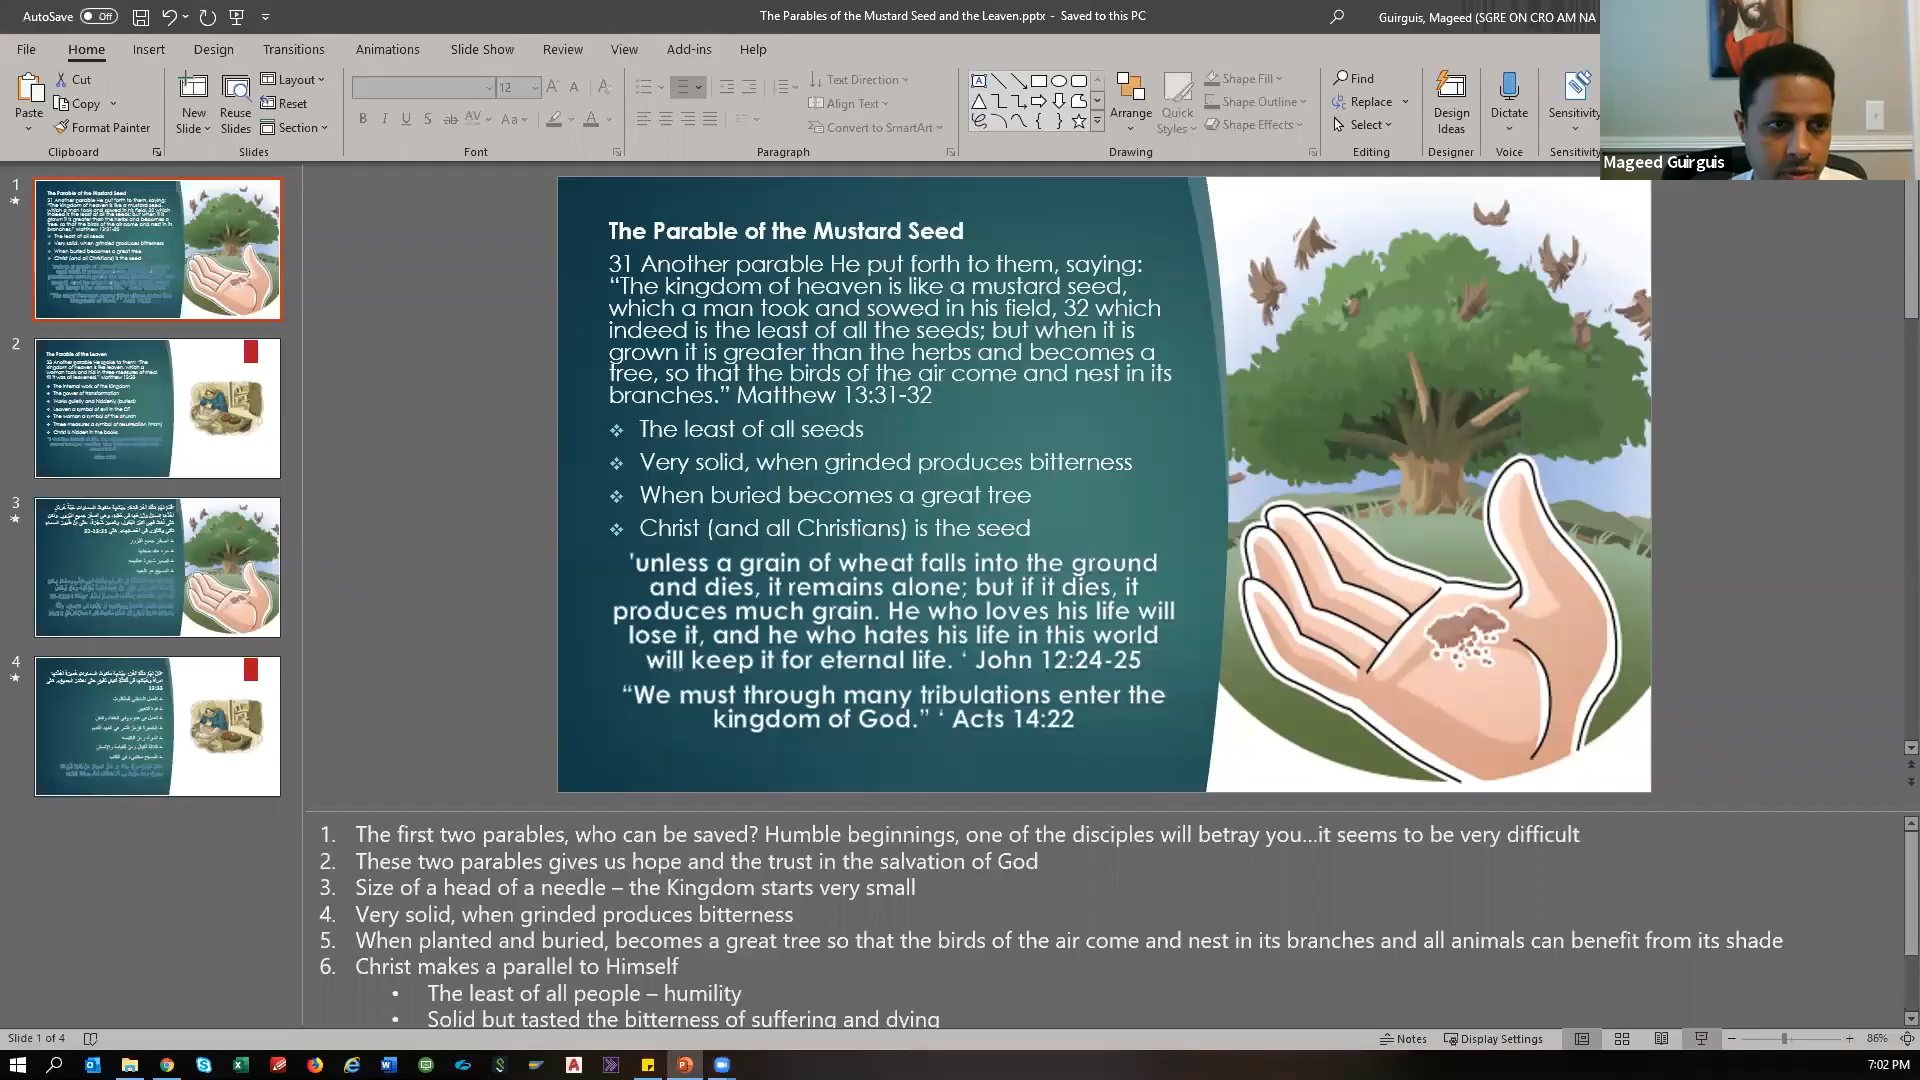 AutoSave Off
The Parables of the Mustard Seed and the Leaven.pptx - Saved to this PC
Guirguis, Mageed (SGRE ON CRO AM NA
File Home Insert Design Transitions Animations Slide Show Review View Add-ins Help
Paste
Cut
Copy
Format Painter
Clipboard
New Slide
Reuse Slides
Layout
Reset
Section
Slides
12
Font
Text Direction
Align Text
Convert to SmartArt
Paragraph
Arrange
Quick Styles
Shape Fill
Shape Outline
Shape Effects
Drawing
Find
Replace
Select
Editing
Design Ideas
Designer
Dictate
Voice
Sensitivity
Sensitivity
Mageed Guirguis
1
2
3
4
The Parable of the Mustard Seed
31 Another parable He put forth to them, saying:
“The kingdom of heaven is like a mustard seed,
which a man took and sowed in his field, 32 which
indeed is the least of all the seeds; but when it is
grown it is greater than the herbs and becomes a
tree, so that the birds of the air come and nest in its
branches.” Matthew 13:31-32
The least of all seeds
Very solid, when grinded produces bitterness
When buried becomes a great tree
Christ (and all Christians) is the seed
'unless a grain of wheat falls into the ground
and dies, it remains alone; but if it dies, it
produces much grain. He who loves his life will
lose it, and he who hates his life in this world
will keep it for eternal life. ‘ John 12:24-25
“We must through many tribulations enter the
kingdom of God.” ‘ Acts 14:22
1. The first two parables, who can be saved? Humble beginnings, one of the disciples will betray you...it seems to be very difficult
2. These two parables gives us hope and the trust in the salvation of God
3. Size of a head of a needle – the Kingdom starts very small
4. Very solid, when grinded produces bitterness
5. When planted and buried, becomes a great tree so that the birds of the air come and nest in its branches and all animals can benefit from its shade
6. Christ makes a parallel to Himself
• The least of all people – humility
• Solid but tasted the bitterness of suffering and dying
Slide 1 of 4
Notes
Display Settings
86%
7:02 PM